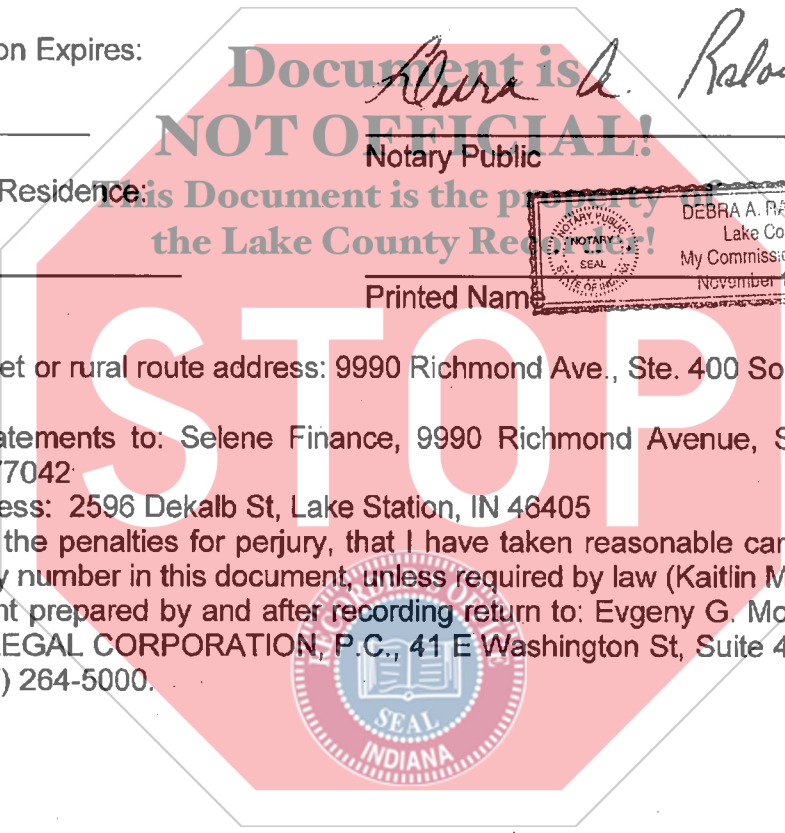 on Expires:
Document is
NOT OFFICIAL!
Notary Public
Residence:
This Document is the property of
the Lake County Recorder!
NOTARY PUBLIC
NOTARY
SEAL
STATE OF INDIANA
DEBRA A.
Lake Co
My Commiss
November
Printed Name
STOP
et or rural route address: 9990 Richmond Ave., Ste. 400 So
atements to: Selene Finance, 9990 Richmond Avenue, S
77042
ess: 2596 Dekalb St, Lake Station, IN 46405
the penalties for perjury, that I have taken reasonable car
y number in this document, unless required by law (Kaitlin M
nt prepared by and after recording return to: Evgeny G. Mo
EGAL CORPORATION, P.C., 41 E Washington St, Suite 4
) 264-5000.
SEAL
INDIANA